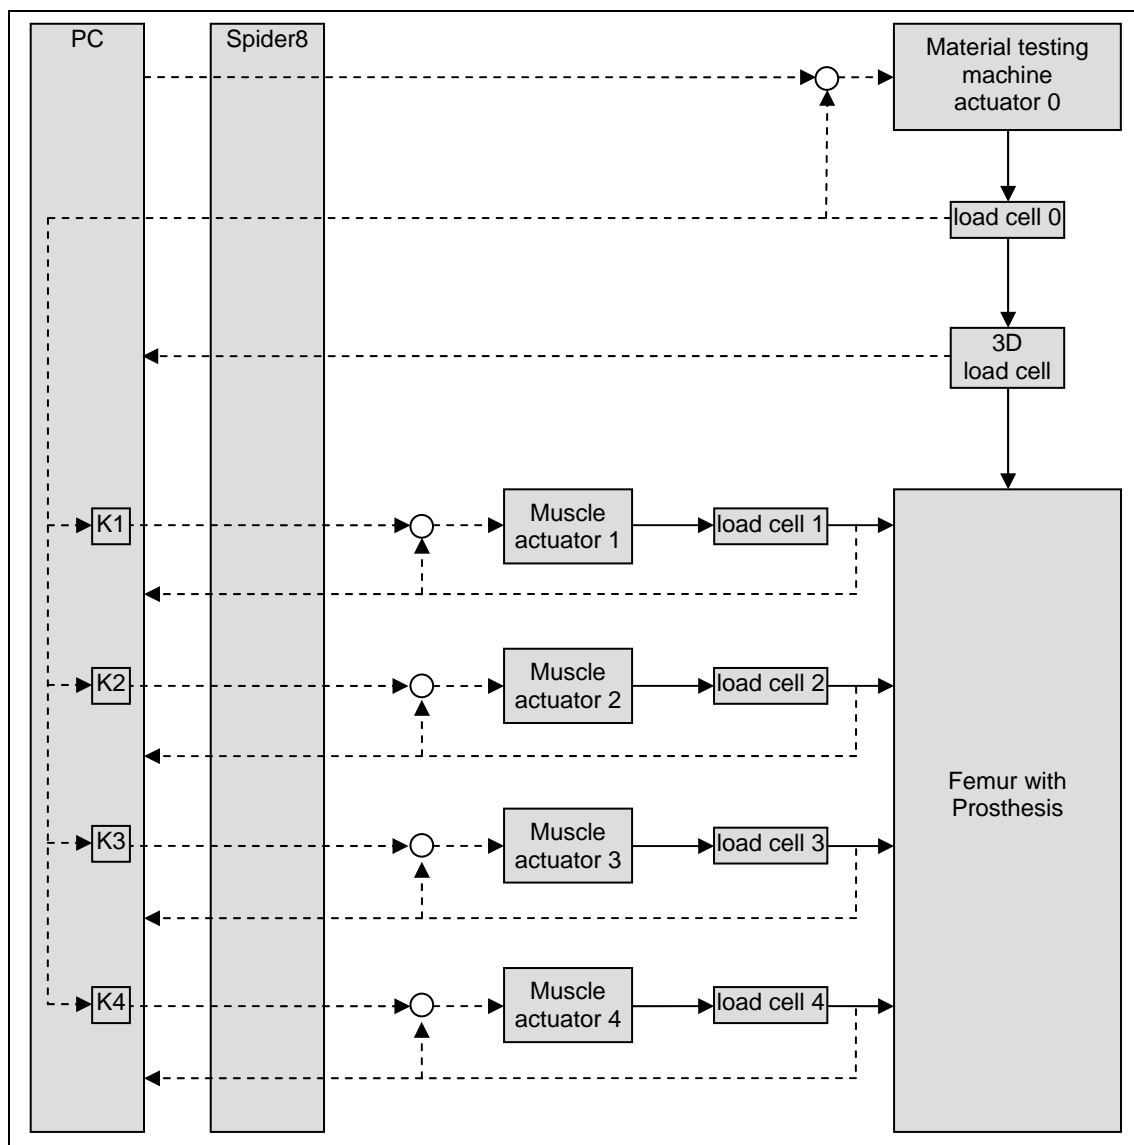 PC
Spider8
Material testing
machine
actuator 0
load cell 0
3D
load cell
K1
Muscle
actuator 1
load cell 1
K2
Muscle
actuator 2
load cell 2
Femur with
Prosthesis
K3
Muscle
actuator 3
load cell 3
K4
Muscle
actuator 4
load cell 4